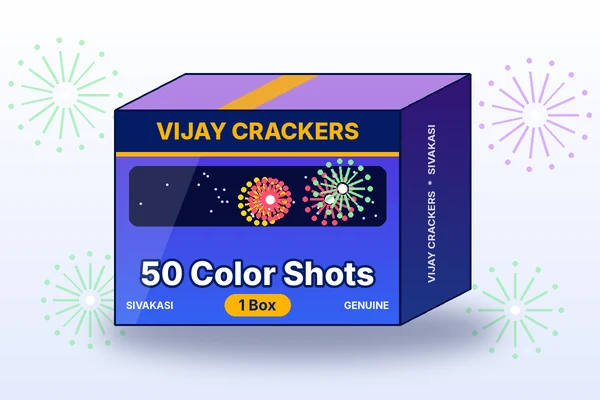 VIJAY CRACKERS
50 Color Shots
SIVAKASI
1 Box
GENUINE
VIJAY CRACKERS * SIVAKASI